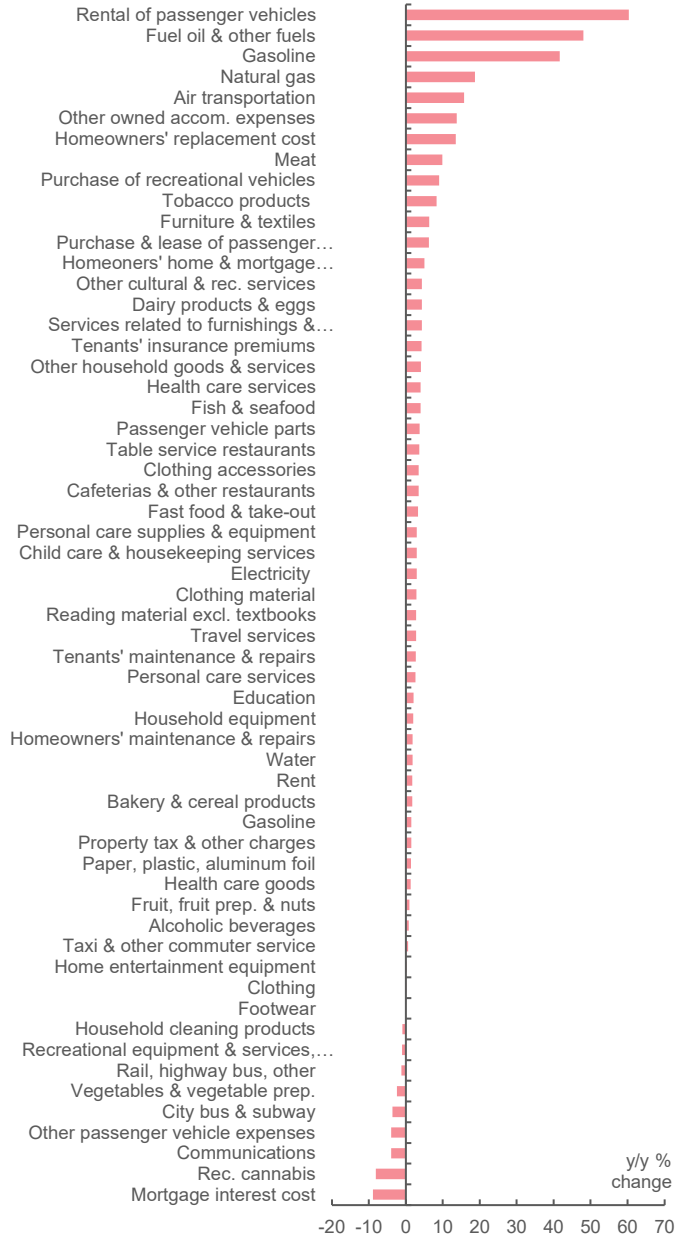 Rental of passenger vehicles
Fuel oil & other fuels
Gasoline
Natural gas
Air transportation
Other owned accom. expenses
Homeowners' replacement cost
Meat
Purchase of recreational vehicles
Tobacco products
Furniture & textiles
Purchase & lease of passenger…
Homeoners' home & mortgage…
Other cultural & rec. services
Dairy products & eggs
Services related to furnishings &…
Tenants' insurance premiums
Other household goods & services
Health care services
Fish & seafood
Passenger vehicle parts
Table service restaurants
Clothing accessories
Cafeterias & other restaurants
Fast food & take-out
Personal care supplies & equipment
Child care & housekeeping services
Electricity
Clothing material
Reading material excl. textbooks
Travel services
Tenants' maintenance & repairs
Personal care services
Education
Household equipment
Homeowners' maintenance & repairs
Water
Rent
Bakery & cereal products
Gasoline
Property tax & other charges
Paper, plastic, aluminum foil
Health care goods
Fruit, fruit prep. & nuts
Alcoholic beverages
Taxi & other commuter service
Home entertainment equipment
Clothing
Footwear
Household cleaning products
Recreational equipment & services,…
Rail, highway bus, other
Vegetables & vegetable prep.
City bus & subway
Other passenger vehicle expenses
Communications
Rec. cannabis
Mortgage interest cost
y/y %
change
-20 -10 0 10 20 30 40 50 60 70